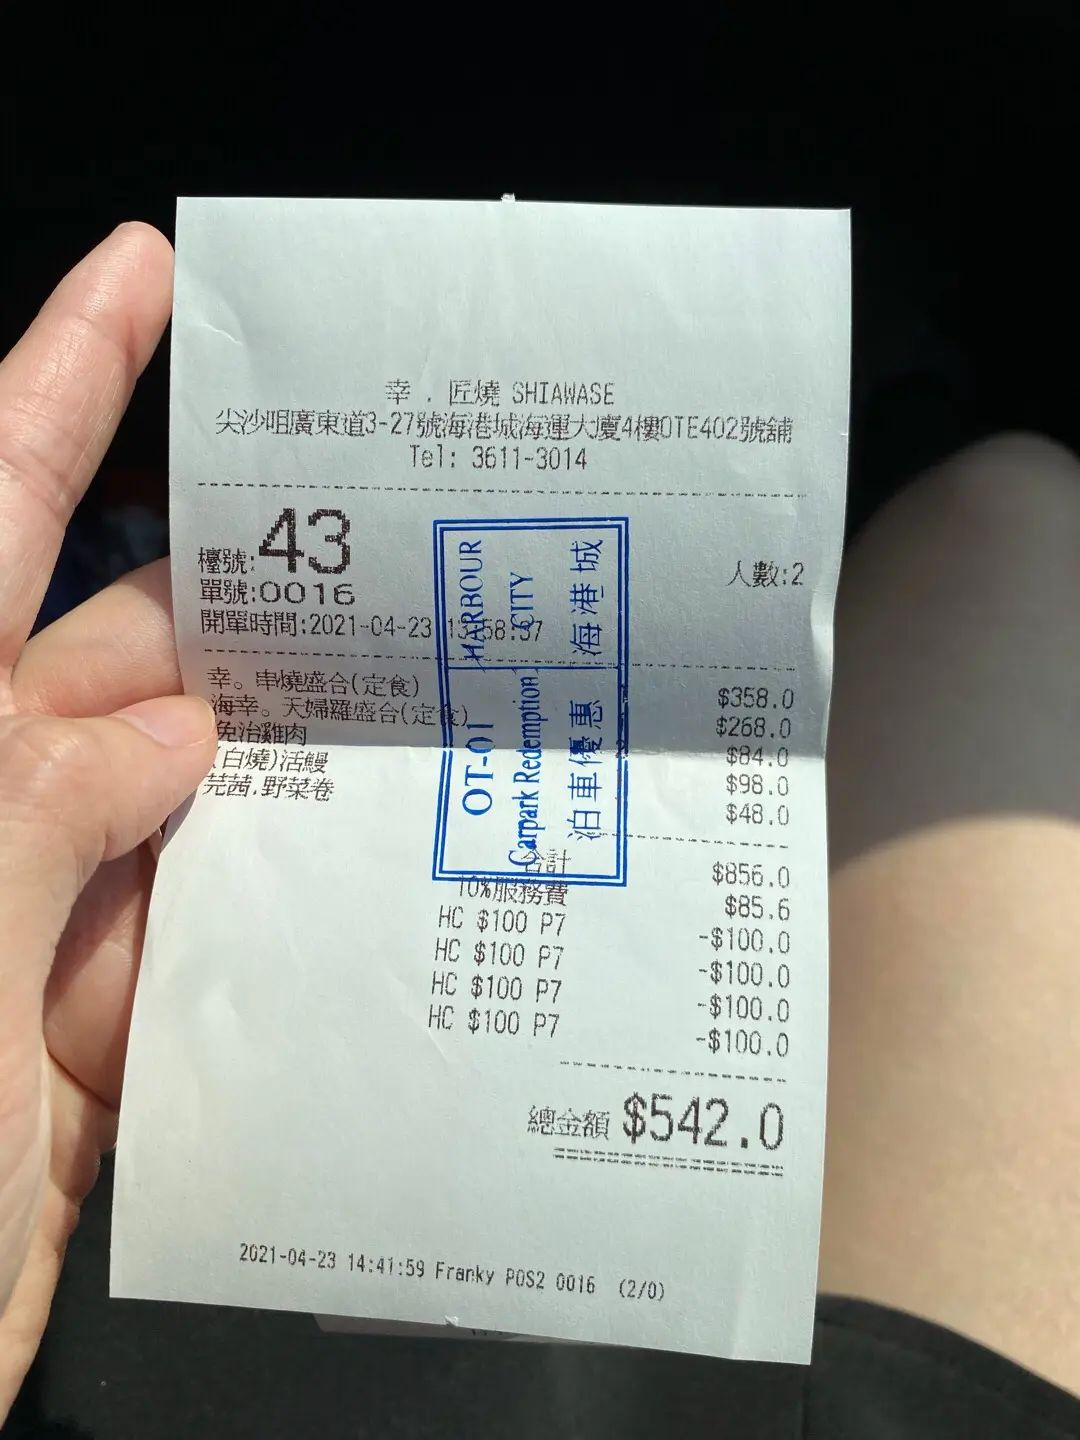 幸 . 匠燒 SHIAWASE
尖沙咀廣東道3-27號海港城海運大廈4樓OTE402號舖
Tel: 3611-3014
檯號:43
人數:2
單號:0016
開單時間:2021-04-23 13:58:37
幸。串燒盛合(定食) $358.0
海幸。天婦羅盛合(定食) $268.0
免治雞肉 $84.0
(白燒)活鰻 $98.0
芫茜.野菜卷 $48.0
合計 $856.0
10%服務費 $85.6
HC $100 P7 -$100.0
HC $100 P7 -$100.0
HC $100 P7 -$100.0
HC $100 P7 -$100.0
總金額 $542.0
2021-04-23 14:41:59 Franky POS2 0016 (2/0)
HARBOUR
CITY
海港城
OT-01
Carpark Redemption
泊車優惠